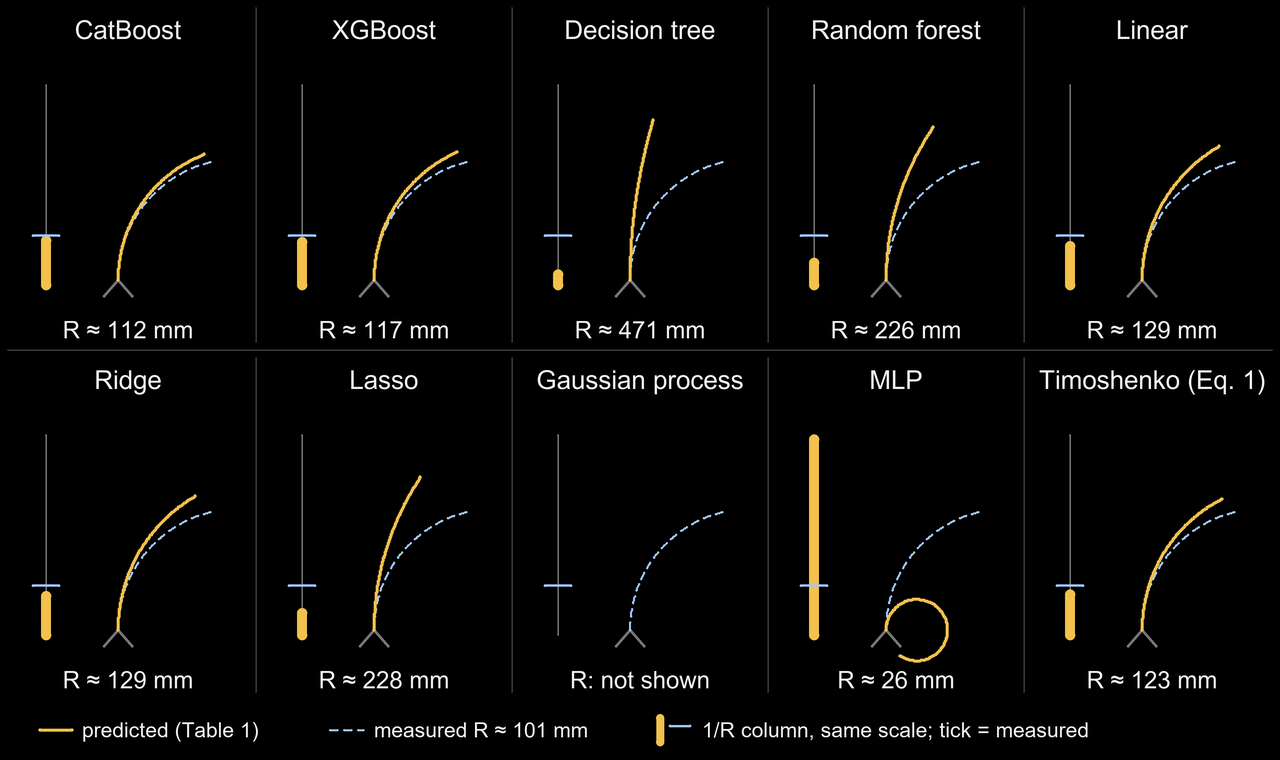 CatBoost
XGBoost
Decision tree
Random forest
Linear
R ≈ 112 mm
R ≈ 117 mm
R ≈ 471 mm
R ≈ 226 mm
R ≈ 129 mm
Ridge
Lasso
Gaussian process
MLP
Timoshenko (Eq. 1)
R ≈ 129 mm
R ≈ 228 mm
R: not shown
R ≈ 26 mm
R ≈ 123 mm
predicted (Table 1)
measured R ≈ 101 mm
1/R column, same scale; tick = measured